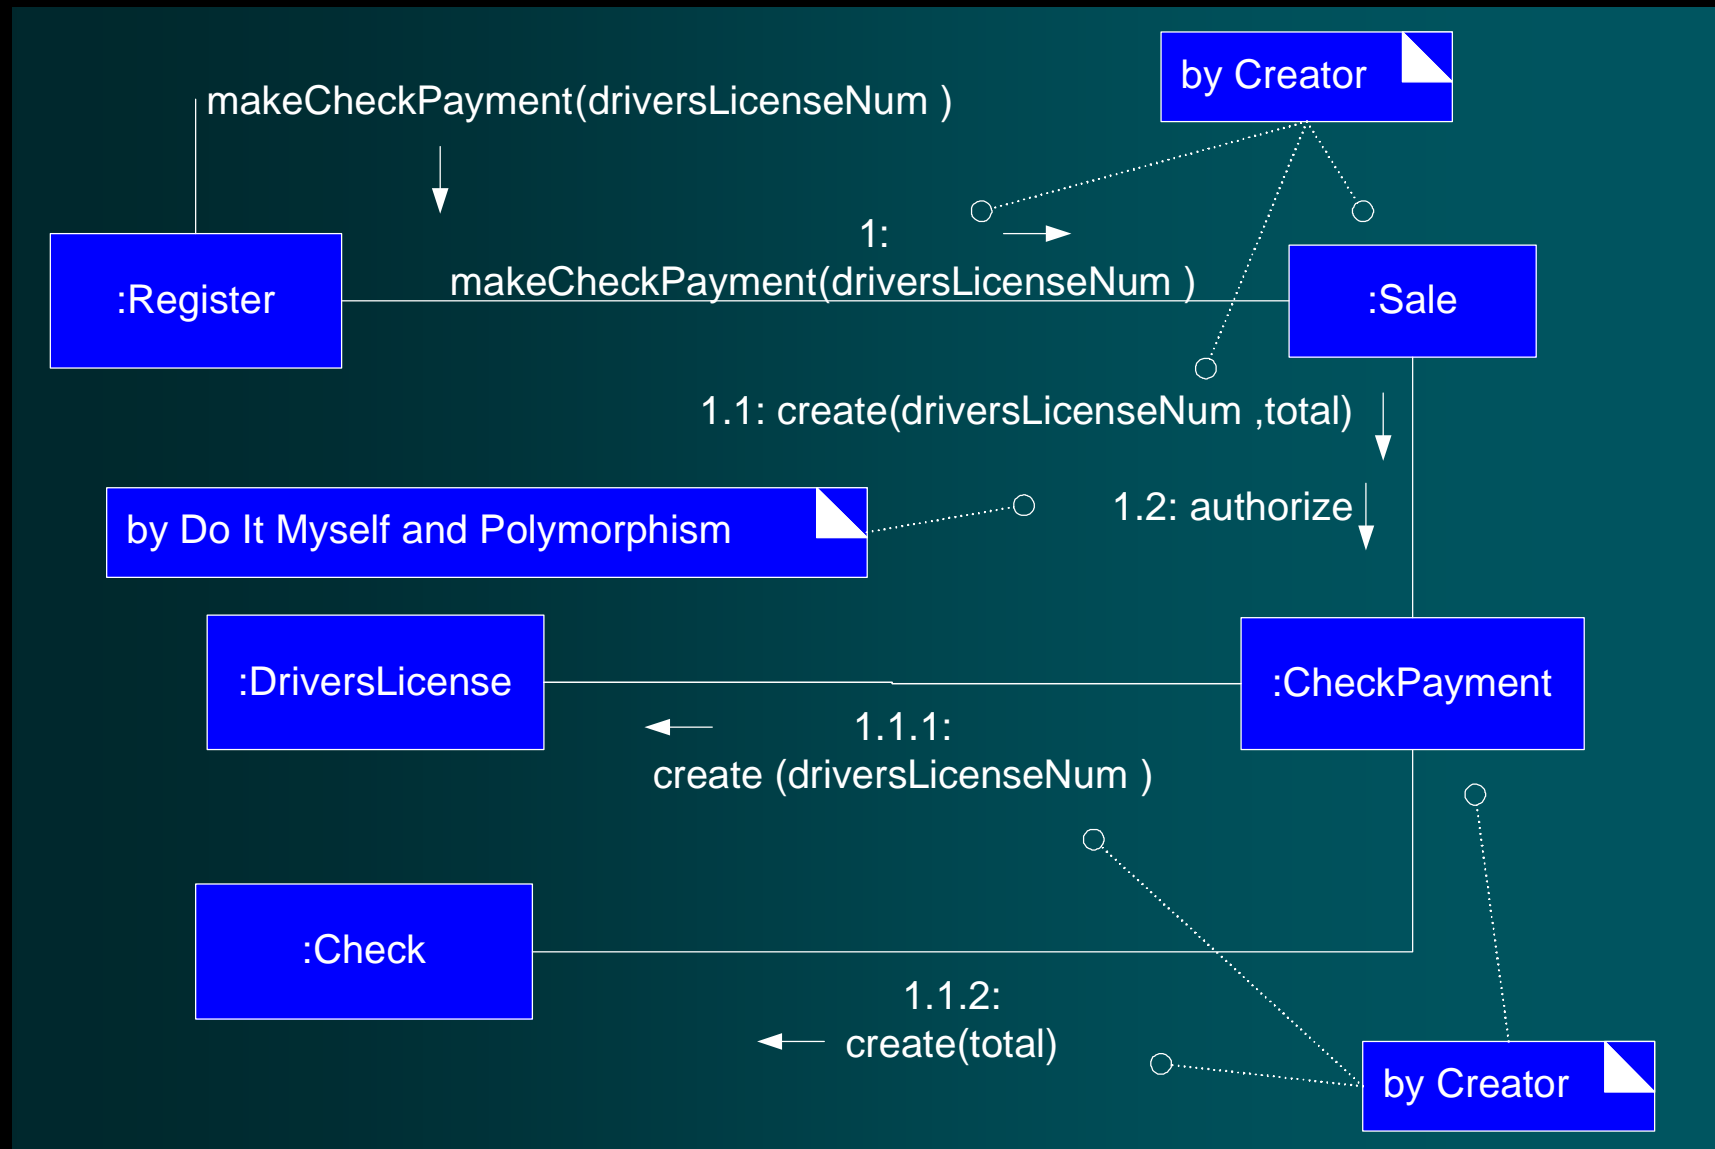 by Creator
makeCheckPayment(driversLicenseNum )
1:
makeCheckPayment(driversLicenseNum )
:Register
:Sale
1.1: create(driversLicenseNum ,total)
1.2: authorize
by Do It Myself and Polymorphism
:DriversLicense
:CheckPayment
1.1.1:
create (driversLicenseNum )
:Check
1.1.2:
create(total)
by Creator